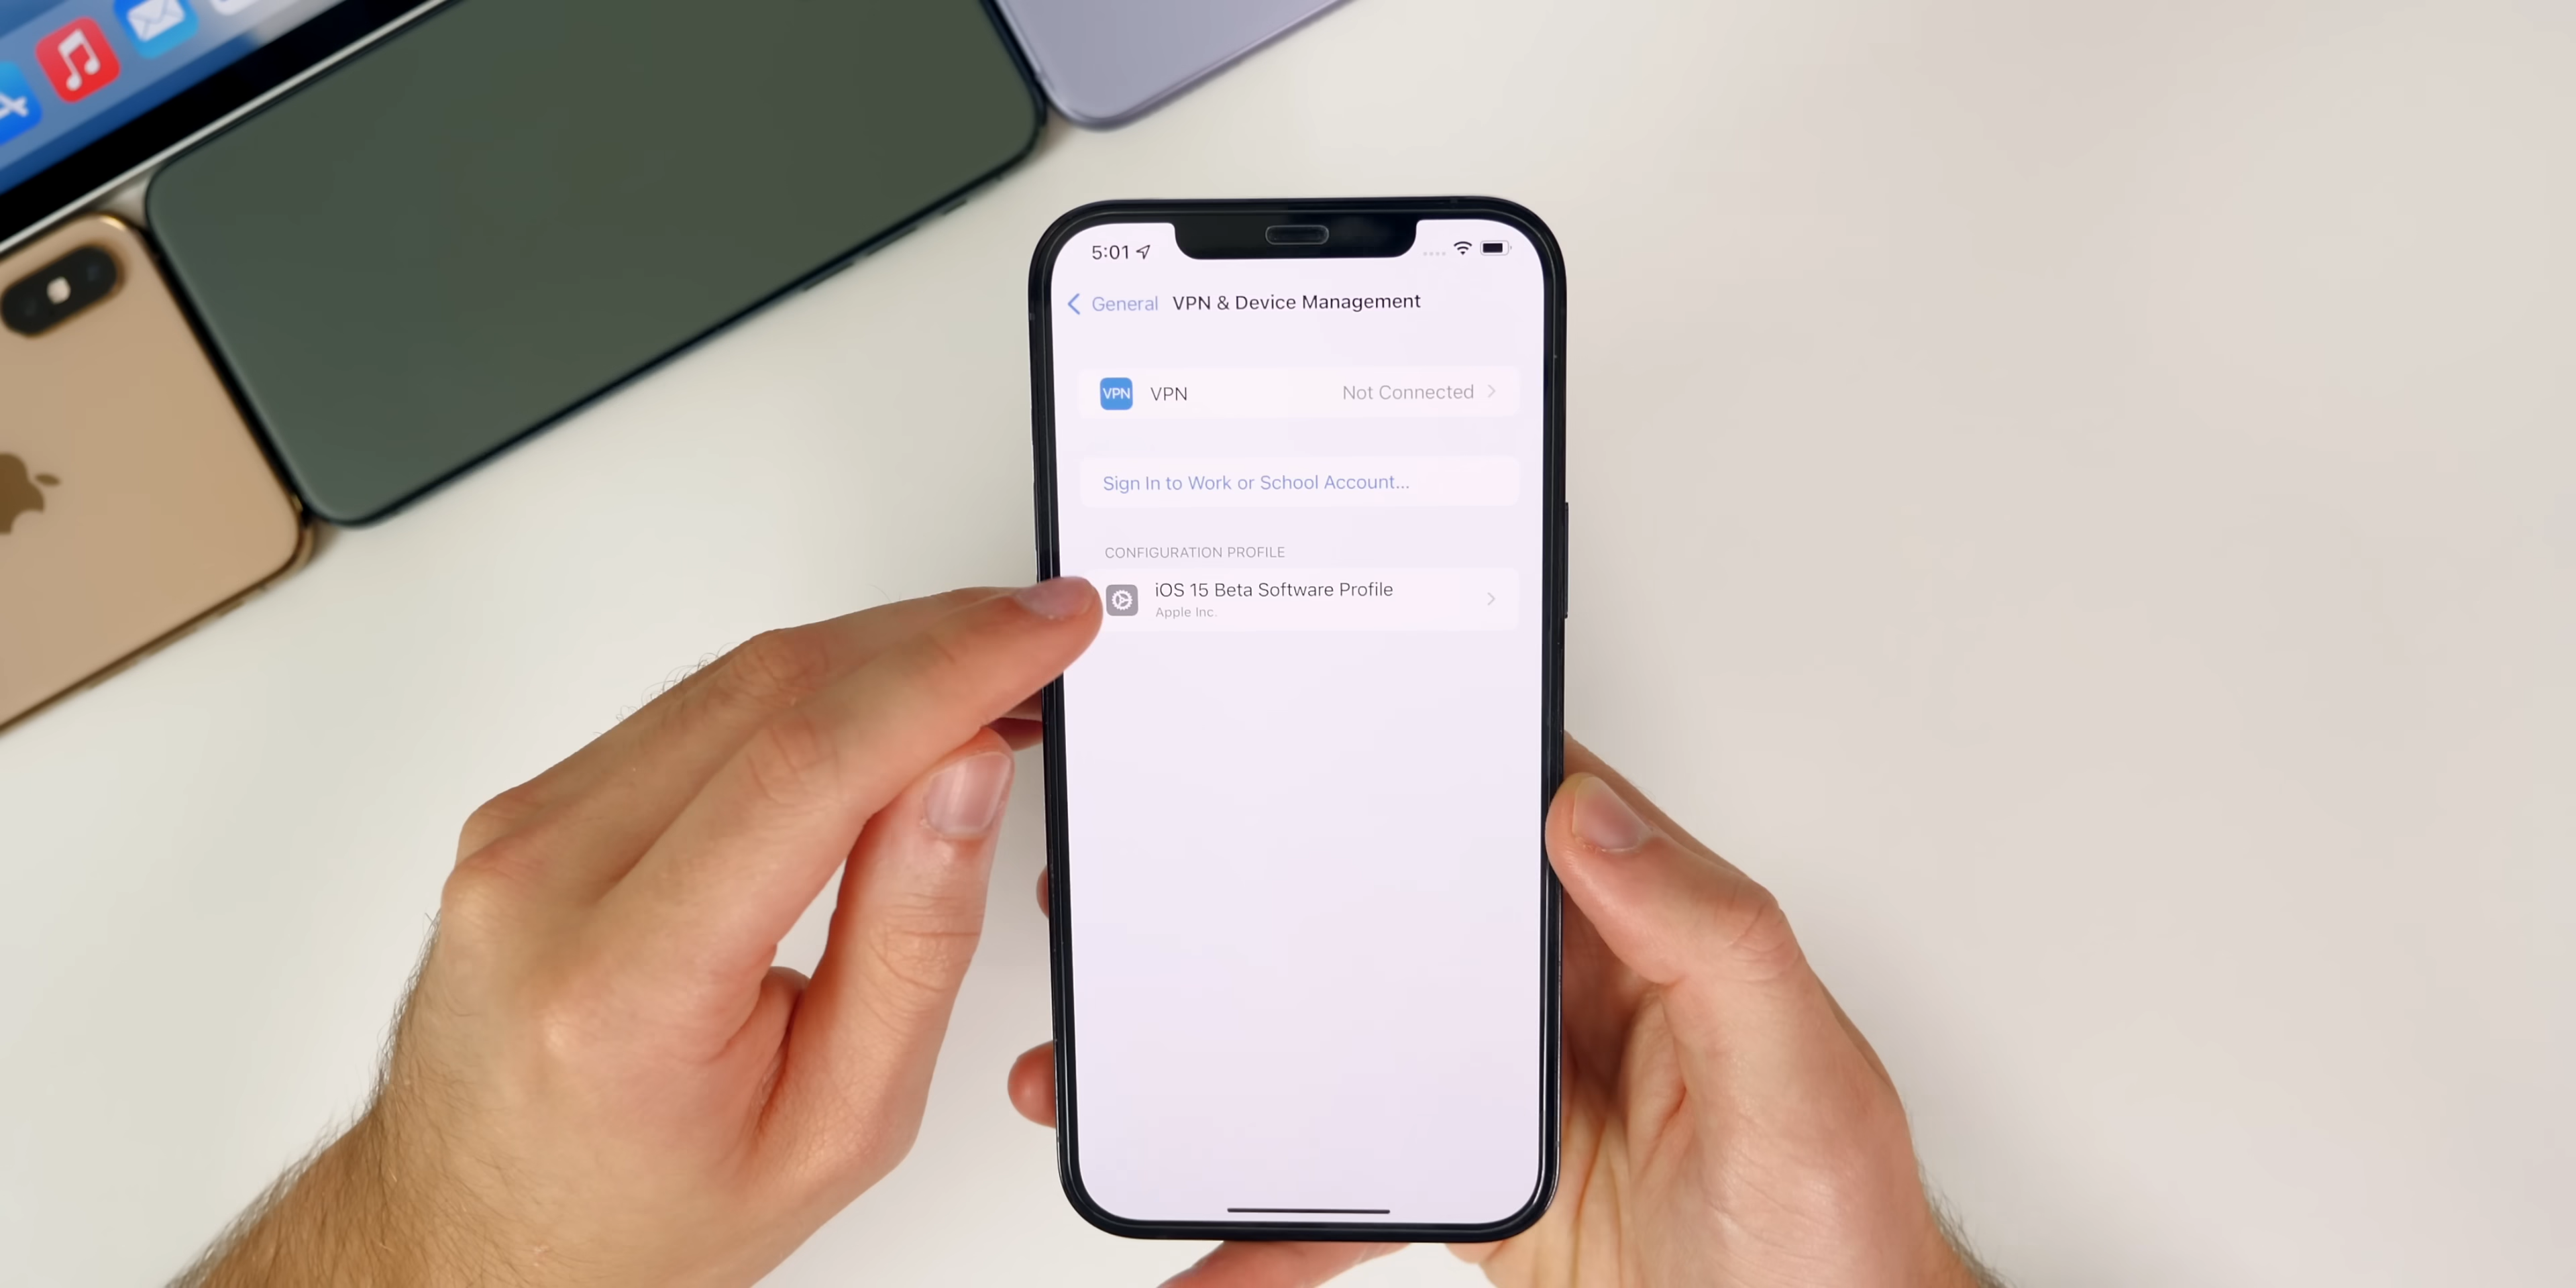 5:01
General VPN & Device Management
VPN VPN Not Connected
Sign In to Work or School Account...
CONFIGURATION PROFILE
iOS 15 Beta Software Profile
Apple Inc.